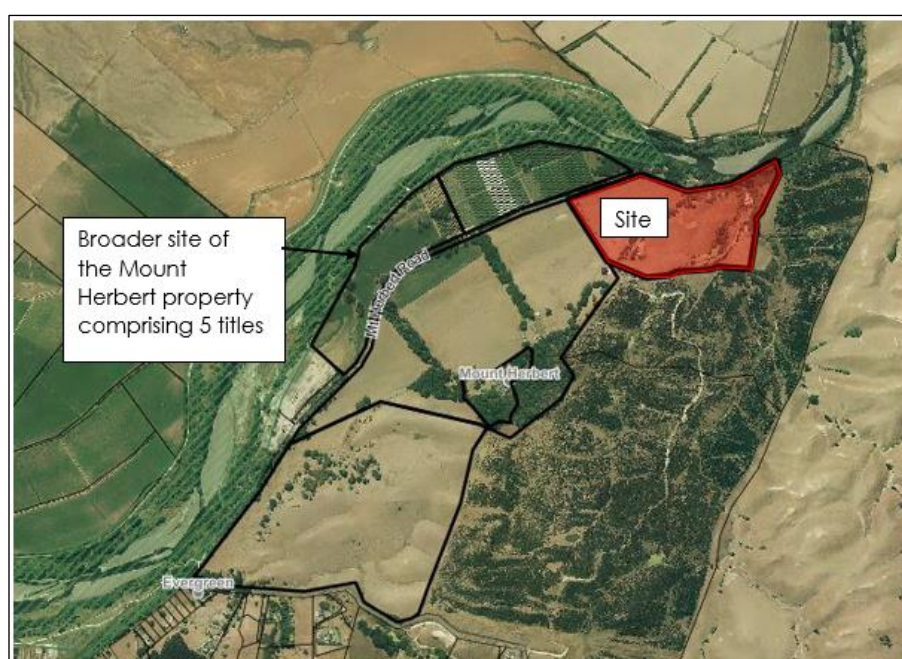 Site
Broader site of
the Mount
Herbert property
comprising 5 titles
Mt Herbert Road
Mount Herbert
Evergreen